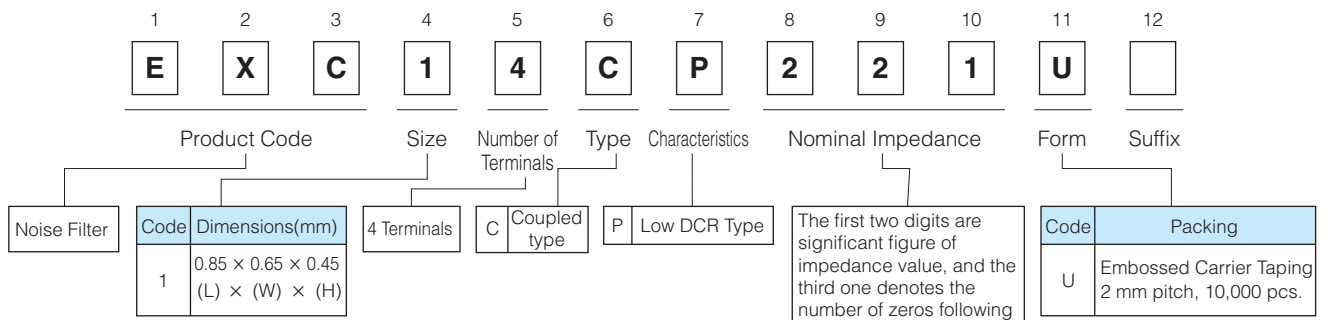 1 2 3 4 5 6 7 8 9 10 11 12
E X C 1 4 C P 2 2 1 U
Product Code Size Number of Terminals Type Characteristics Nominal Impedance Form Suffix
Noise Filter
Code Dimensions(mm)
1 0.85 × 0.65 × 0.45
(L) × (W) × (H)
4 Terminals
C Coupled type
P Low DCR Type
The first two digits are
significant figure of
impedance value, and the
third one denotes the
number of zeros following
Code Packing
U Embossed Carrier Taping
2 mm pitch, 10,000 pcs.